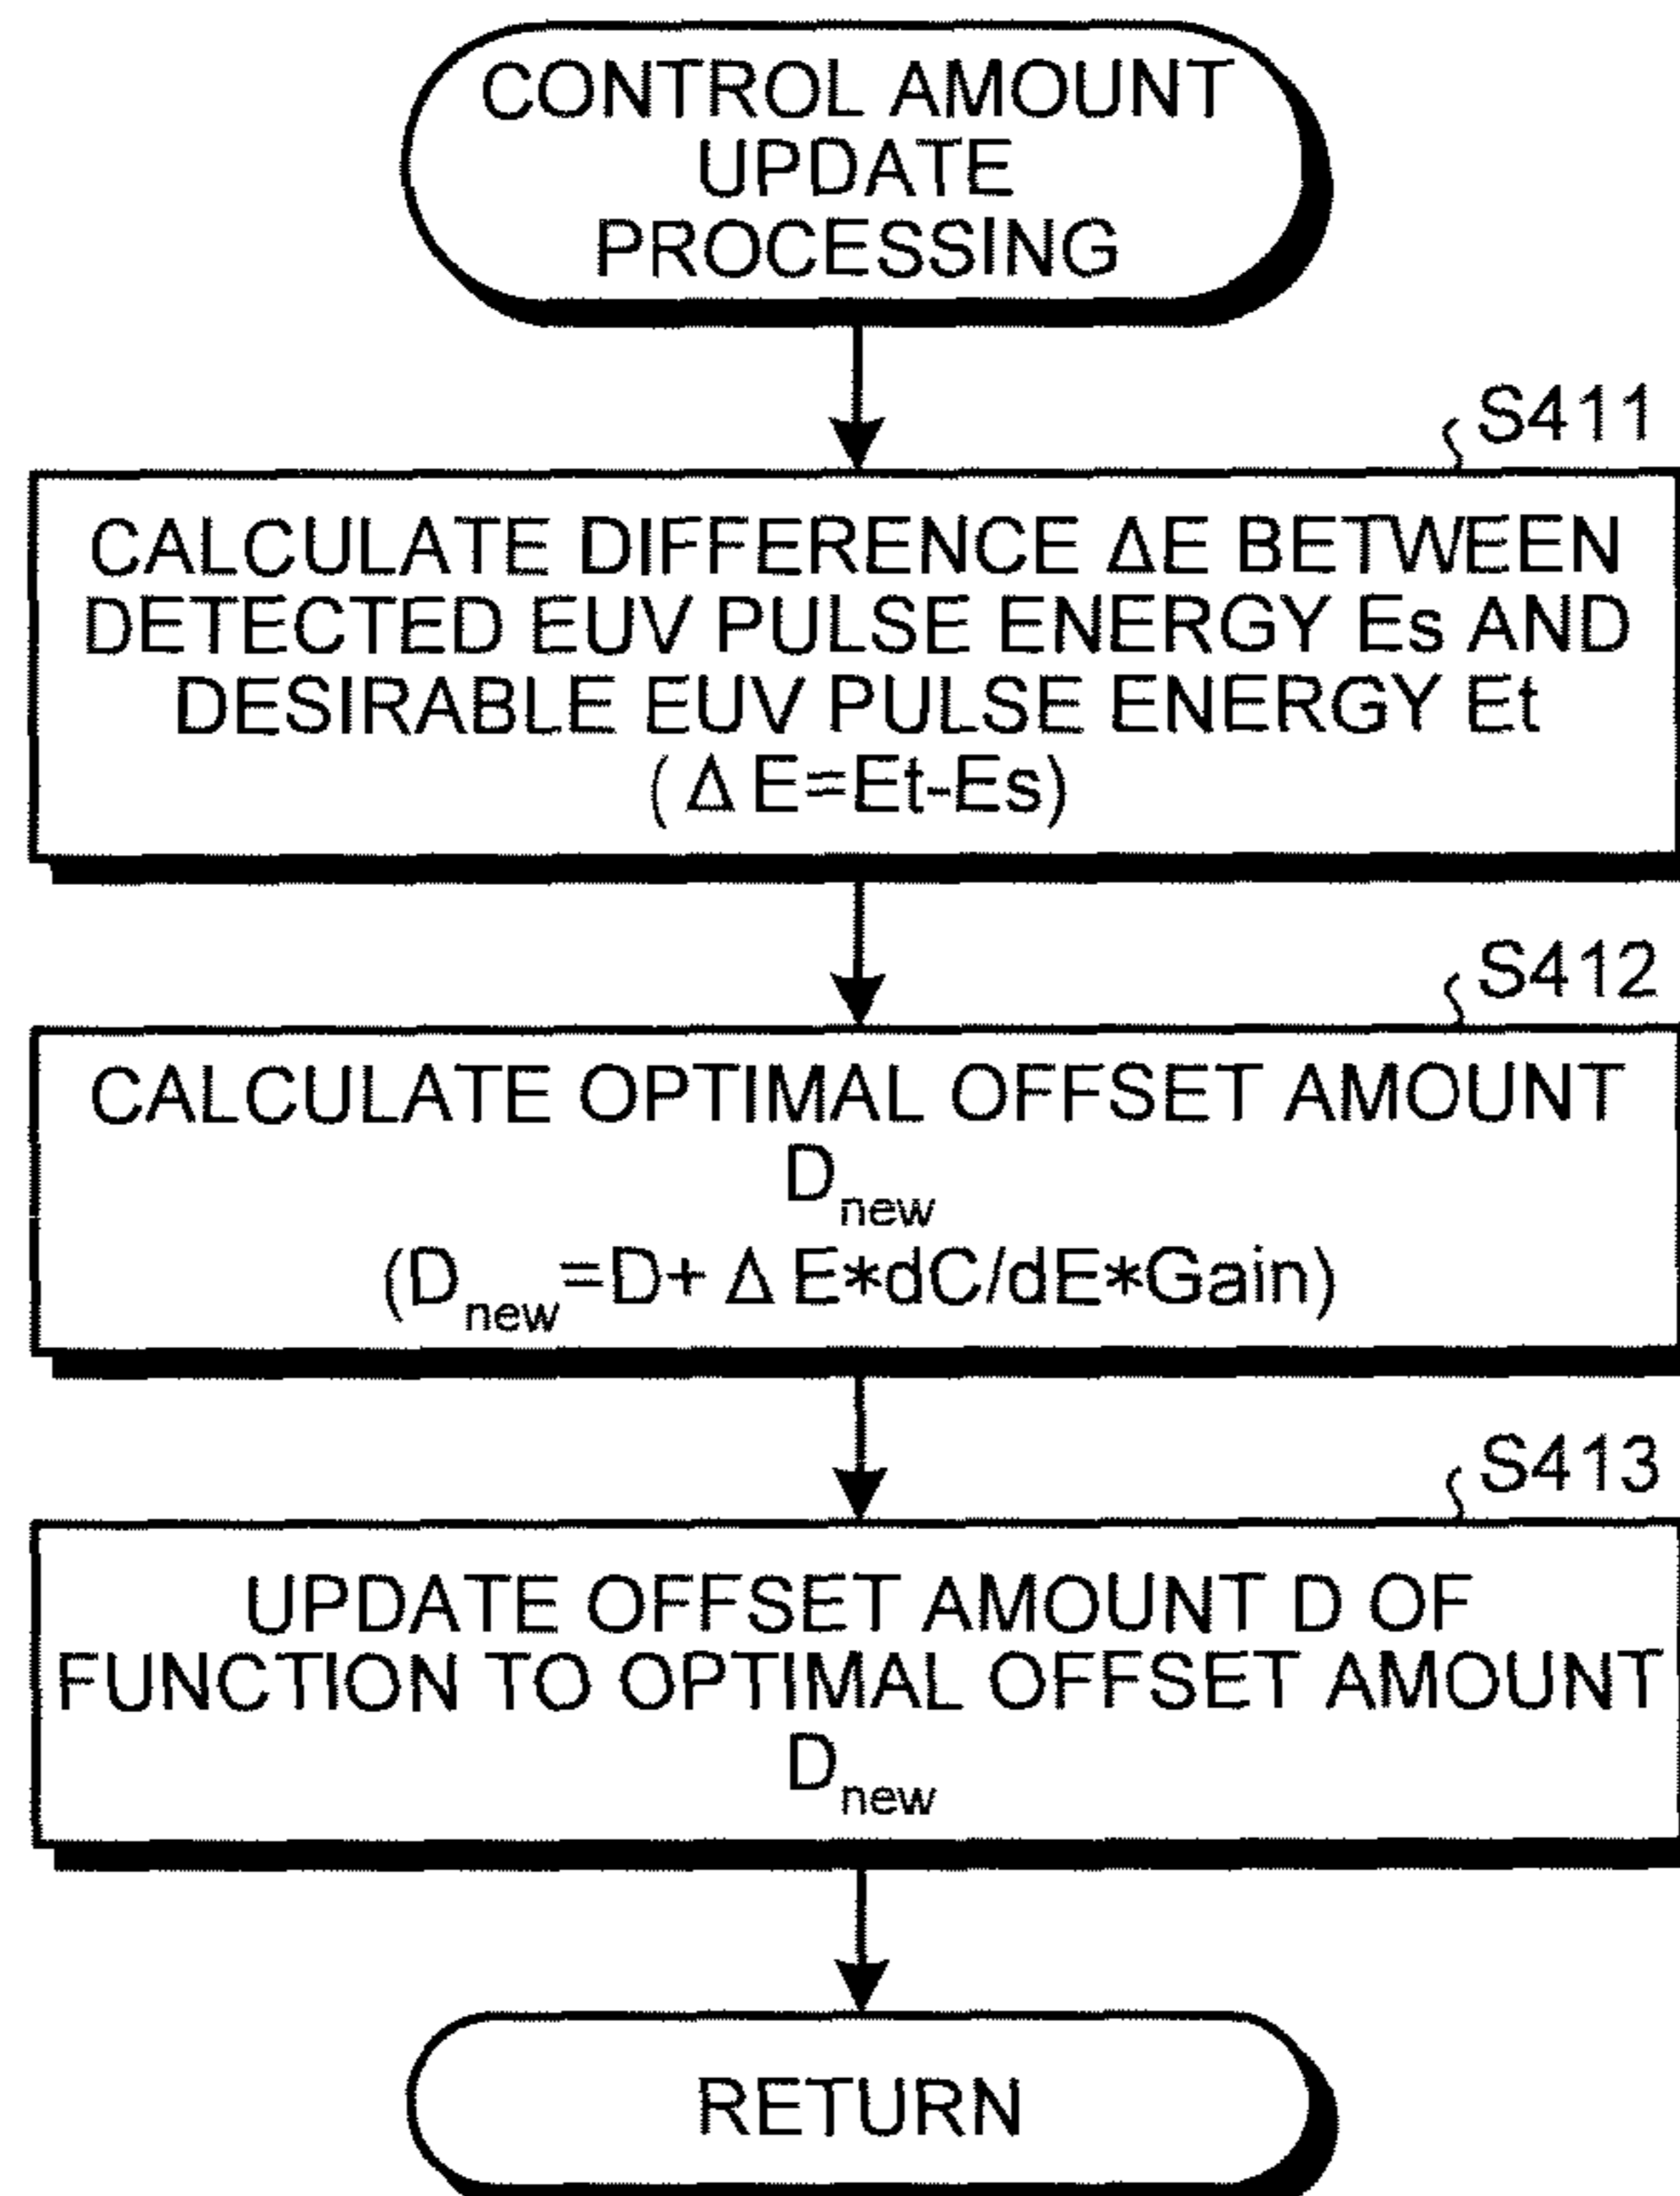 CONTROL AMOUNT
UPDATE
PROCESSING
S411
CALCULATE DIFFERENCE ΔE BETWEEN
DETECTED EUV PULSE ENERGY Es AND
DESIRABLE EUV PULSE ENERGY Et
( Δ E=Et-Es)
S412
CALCULATE OPTIMAL OFFSET AMOUNT
Dnew
(Dnew=D+ Δ E*dC/dE*Gain)
S413
UPDATE OFFSET AMOUNT D OF
FUNCTION TO OPTIMAL OFFSET AMOUNT
Dnew
RETURN